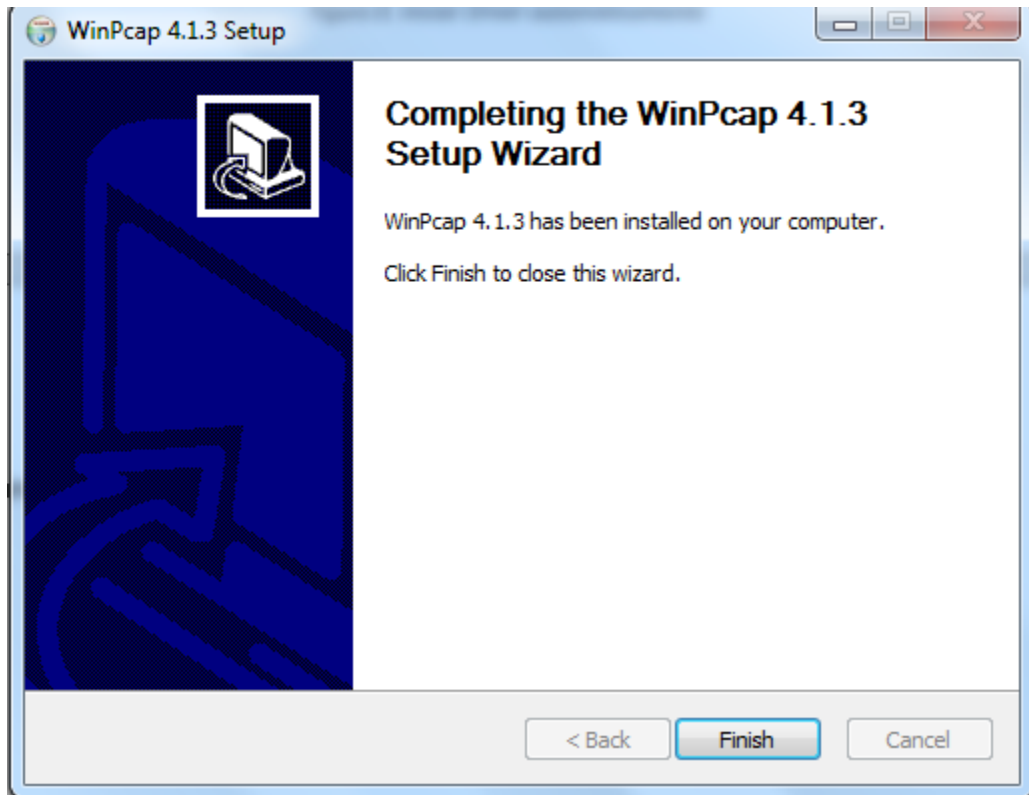 WinPcap 4.1.3 Setup
Completing the WinPcap 4.1.3
Setup Wizard
WinPcap 4.1.3 has been installed on your computer.
Click Finish to close this wizard.
< Back
Finish
Cancel